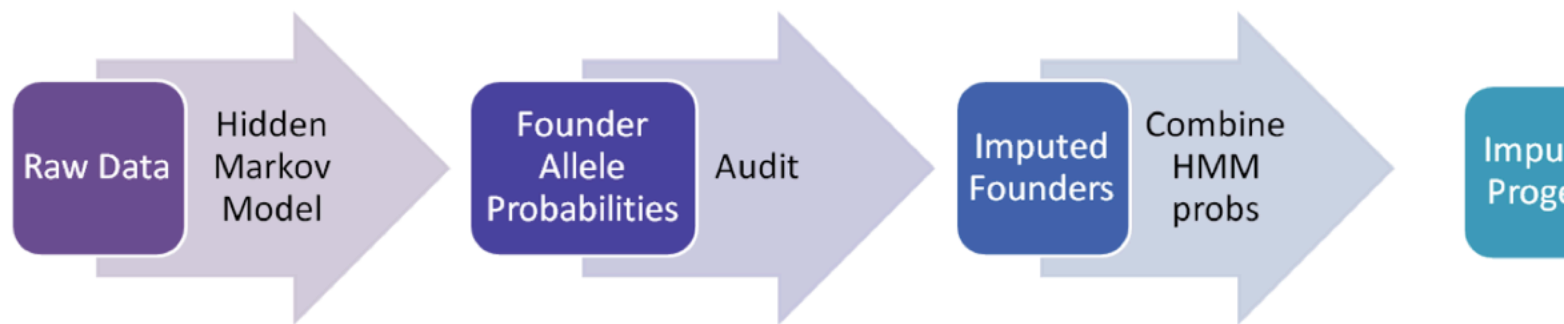 Raw Data
Hidden
Markov
Model
Founder
Allele
Probabilities
Audit
Imputed
Founders
Combine
HMM
probs